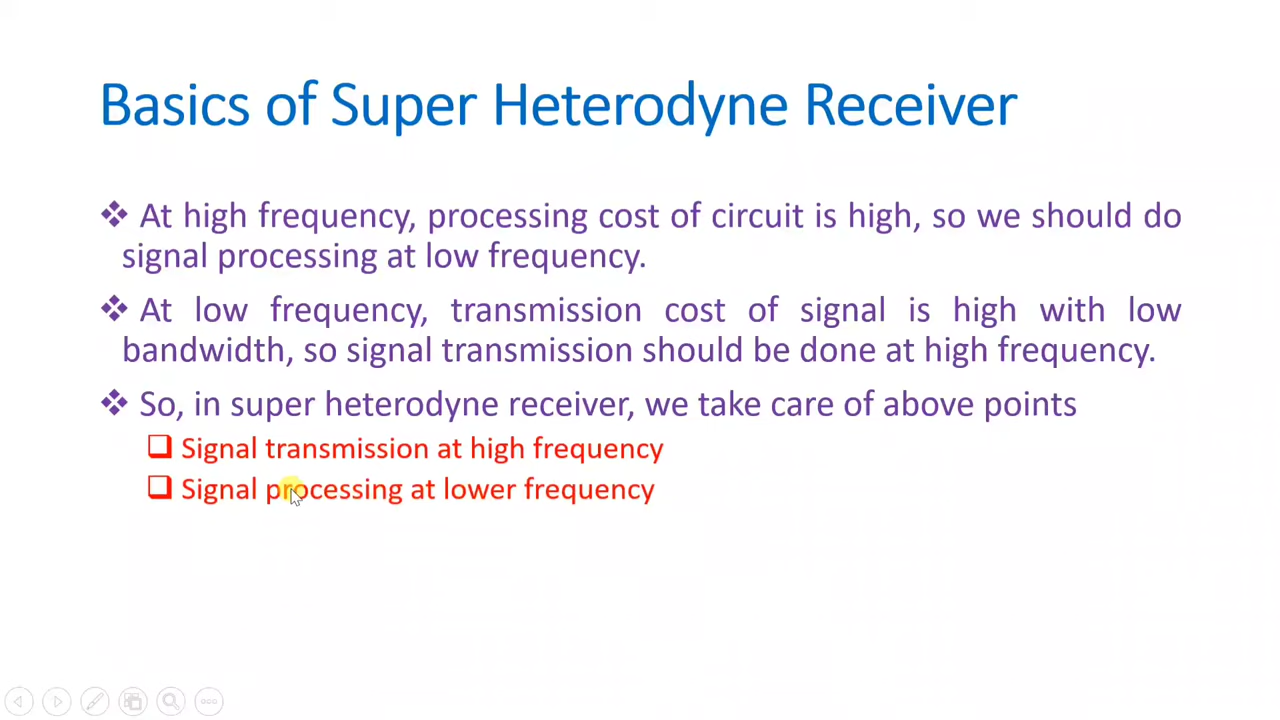 Basics of Super Heterodyne Receiver
❖ At high frequency, processing cost of circuit is high, so we should do
signal processing at low frequency.
❖ At low frequency, transmission cost of signal is high with low
bandwidth, so signal transmission should be done at high frequency.
❖ So, in super heterodyne receiver, we take care of above points
❑ Signal transmission at high frequency
❑ Signal processing at lower frequency